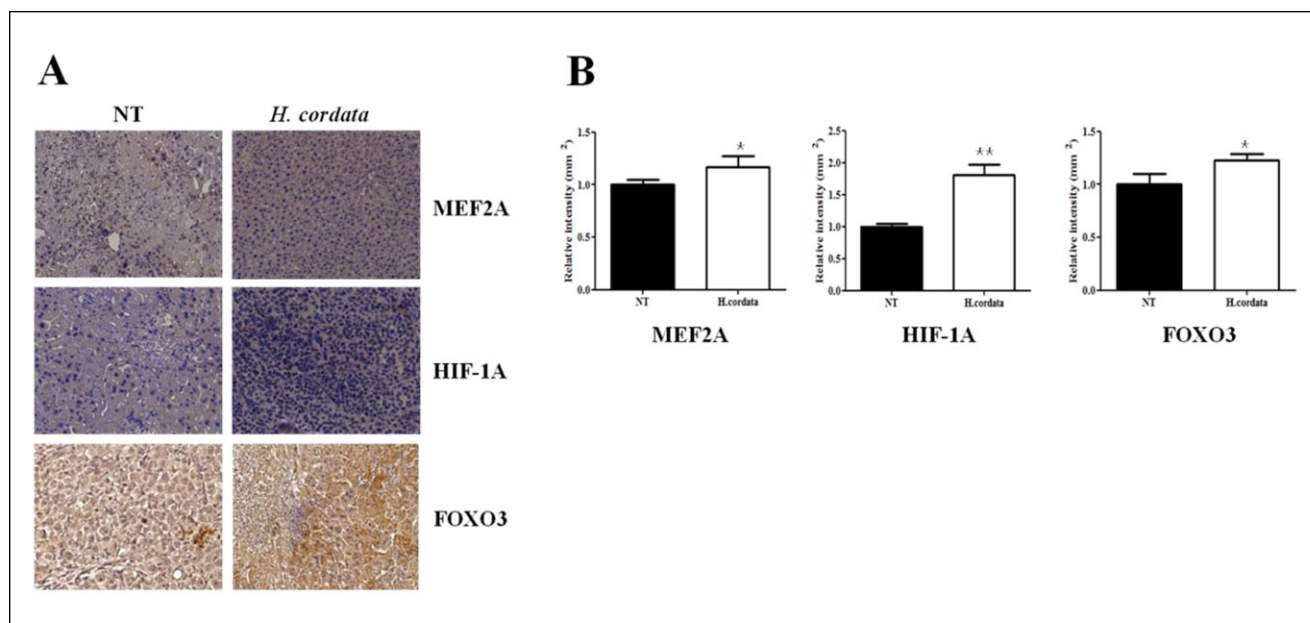 A
B
NT
H. cordata
MEF2A
HIF-1A
FOXO3
Relative intensity (mm ²)
1.5
1.0
0.5
0.0
*
NT
H.cordata
MEF2A
Relative intensity (mm ²)
2.5
2.0
1.5
1.0
0.5
0.0
**
NT
H.cordata
HIF-1A
Relative intensity (mm ²)
1.5
1.0
0.5
0.0
*
NT
H.cordata
FOXO3